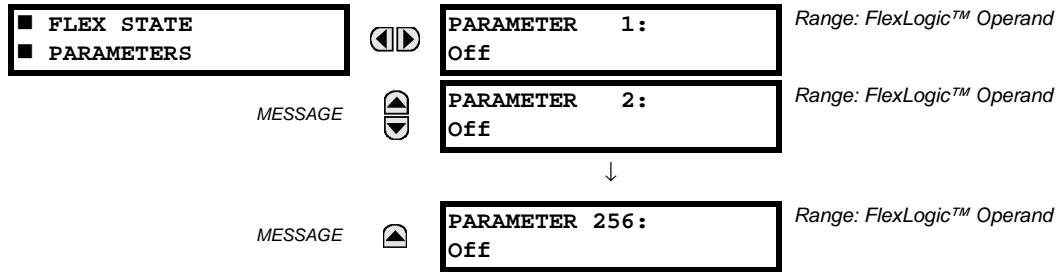 ■ FLEX STATE
■ PARAMETERS
PARAMETER 1:
Off
Range: FlexLogic™ Operand
MESSAGE
PARAMETER 2:
Off
Range: FlexLogic™ Operand
↓
MESSAGE
PARAMETER 256:
Off
Range: FlexLogic™ Operand